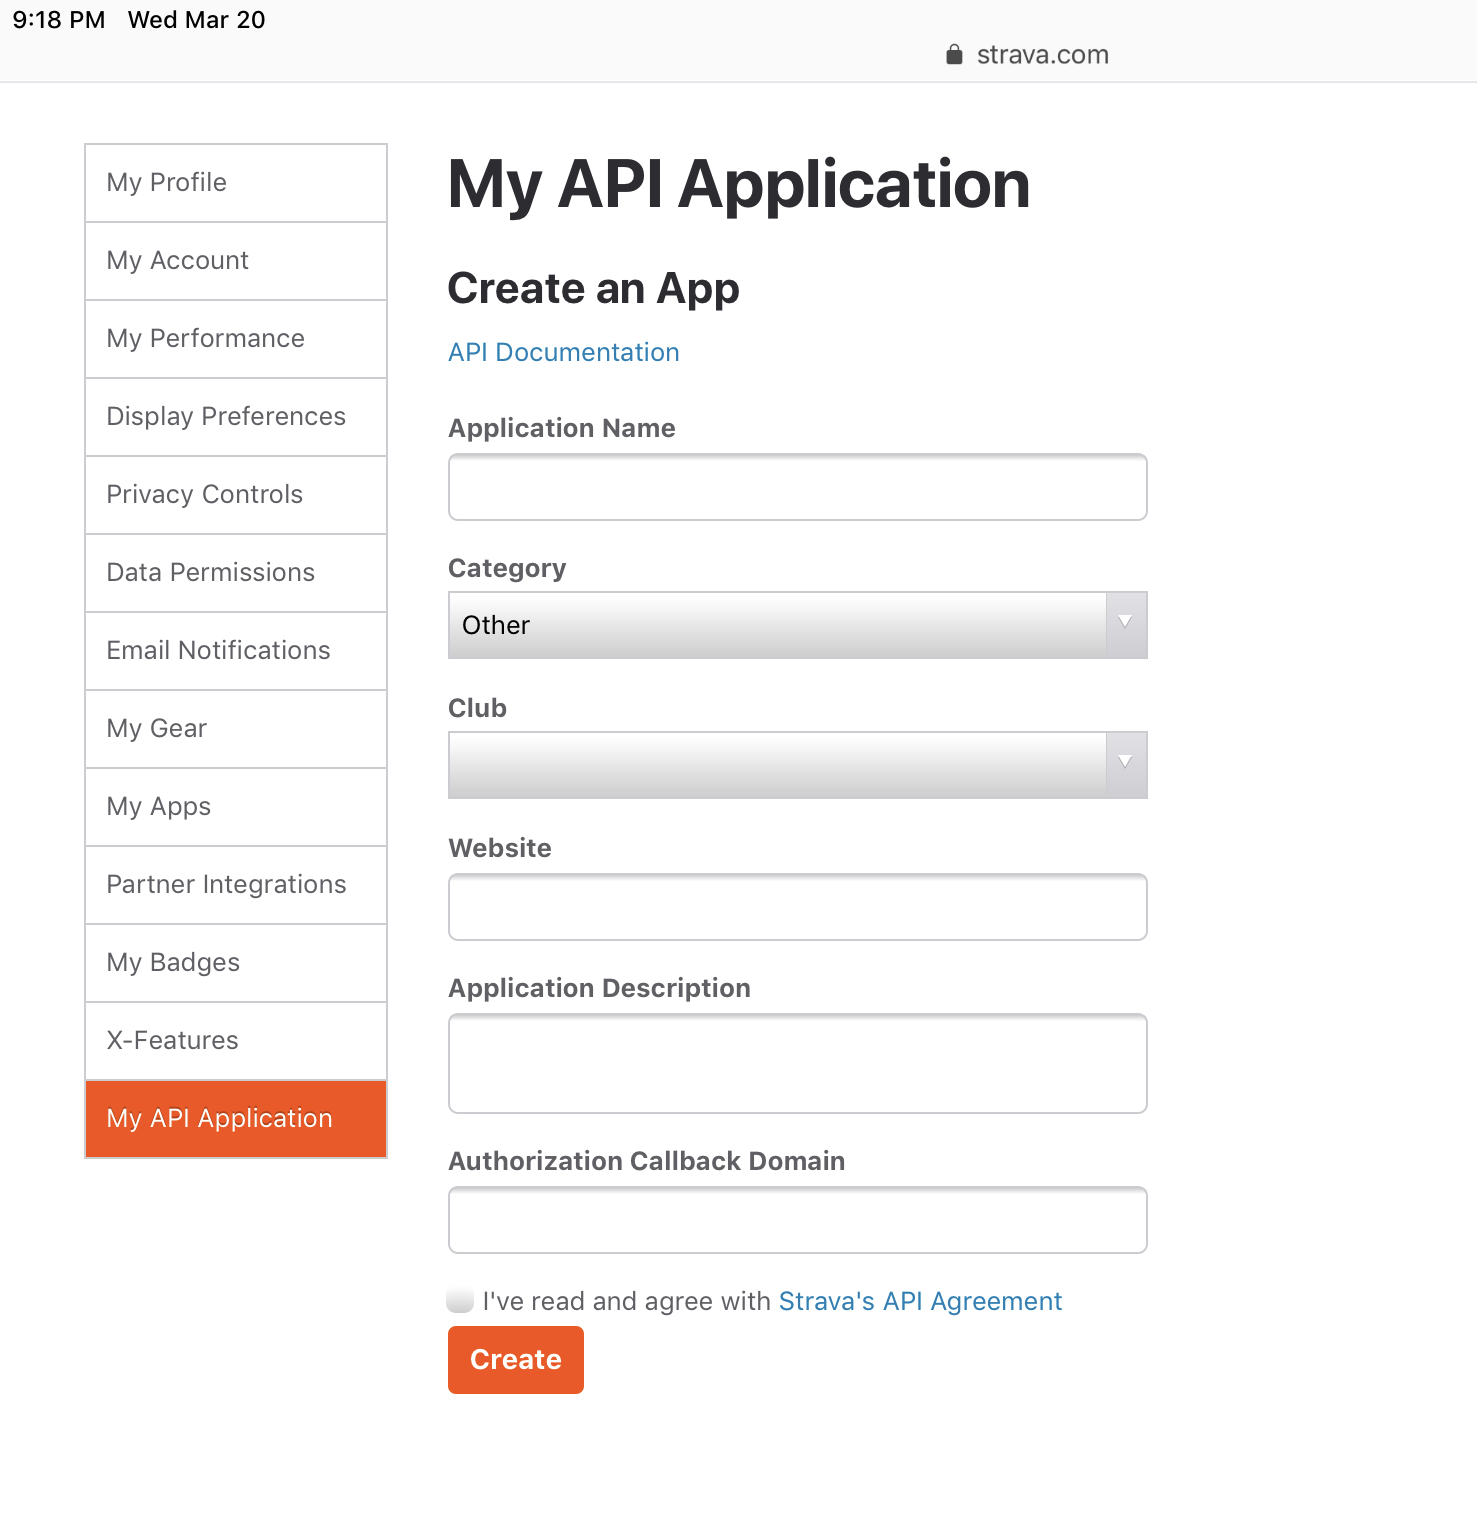 9:18 PM Wed Mar 20
strava.com
My Profile
My Account
My Performance
Display Preferences
Privacy Controls
Data Permissions
Email Notifications
My Gear
My Apps
Partner Integrations
My Badges
X-Features
My API Application
My API Application
Create an App
API Documentation
Application Name
Category
Other
Club
Website
Application Description
Authorization Callback Domain
I've read and agree with Strava's API Agreement
Create